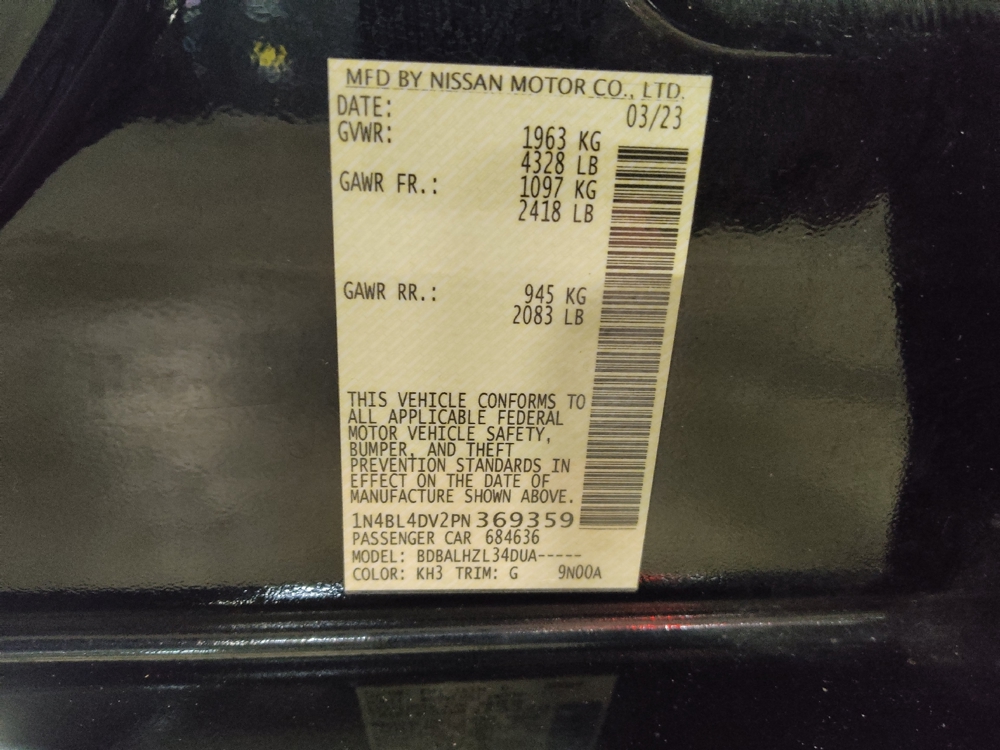 MFD BY NISSAN MOTOR CO., LTD.
DATE: 03/23
GVWR: 1963 KG
4328 LB
GAWR FR.: 1097 KG
2418 LB
GAWR RR.: 945 KG
2083 LB
THIS VEHICLE CONFORMS TO
ALL APPLICABLE FEDERAL
MOTOR VEHICLE SAFETY,
BUMPER, AND THEFT
PREVENTION STANDARDS IN
EFFECT ON THE DATE OF
MANUFACTURE SHOWN ABOVE.
1N4BL4DV2PN369359
PASSENGER CAR 684636
MODEL: BDBALHZL34DUA-----
COLOR: KH3 TRIM: G 9N00A